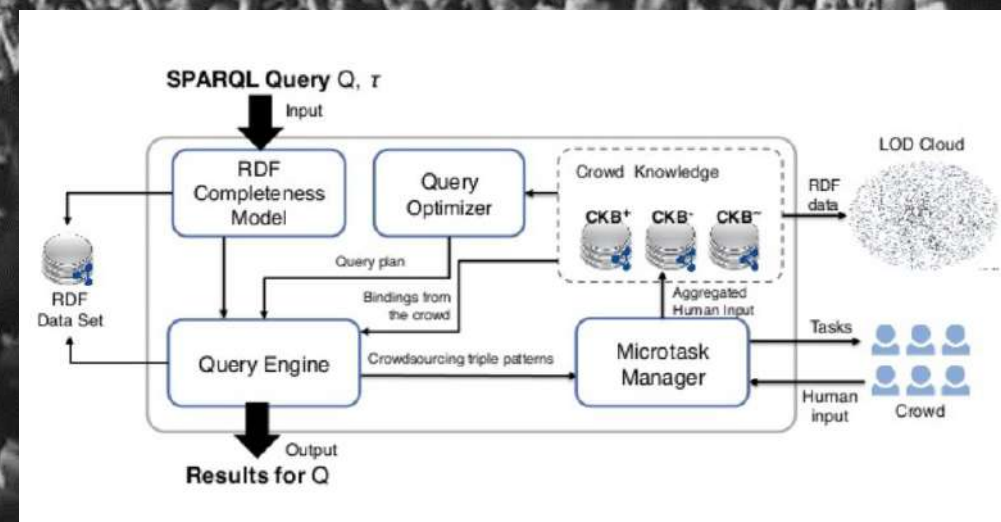 SPARQL Query Q, τ
Input
RDF
Completeness
Model
Query
Optimizer
Crowd Knowledge
CKB+
CKB-
CKB~
RDF
data
LOD Cloud
RDF
Data Set
Query plan
Bindings from
the crowd
Aggregated
Human Input
Query Engine
Crowdsourcing triple patterns
Microtask
Manager
Tasks
Human
input
Crowd
Output
Results for Q